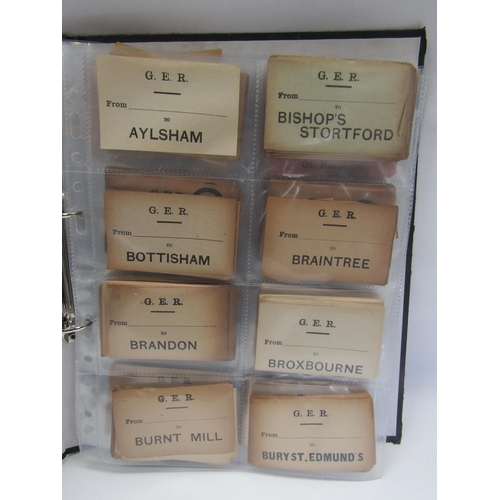 G. E. R.
From
TO
AYLSHAM
G. E. R.
From
TO
BISHOP'S
STORTFORD
G. E. R.
From
TO
BOTTISHAM
G. E. R.
From
TO
BRAINTREE
G. E. R.
From
TO
BRANDON
G. E. R.
From
TO
BROXBOURNE
G. E. R.
From
TO
BURNT MILL
G. E. R.
From
TO
BURY ST. EDMUND'S